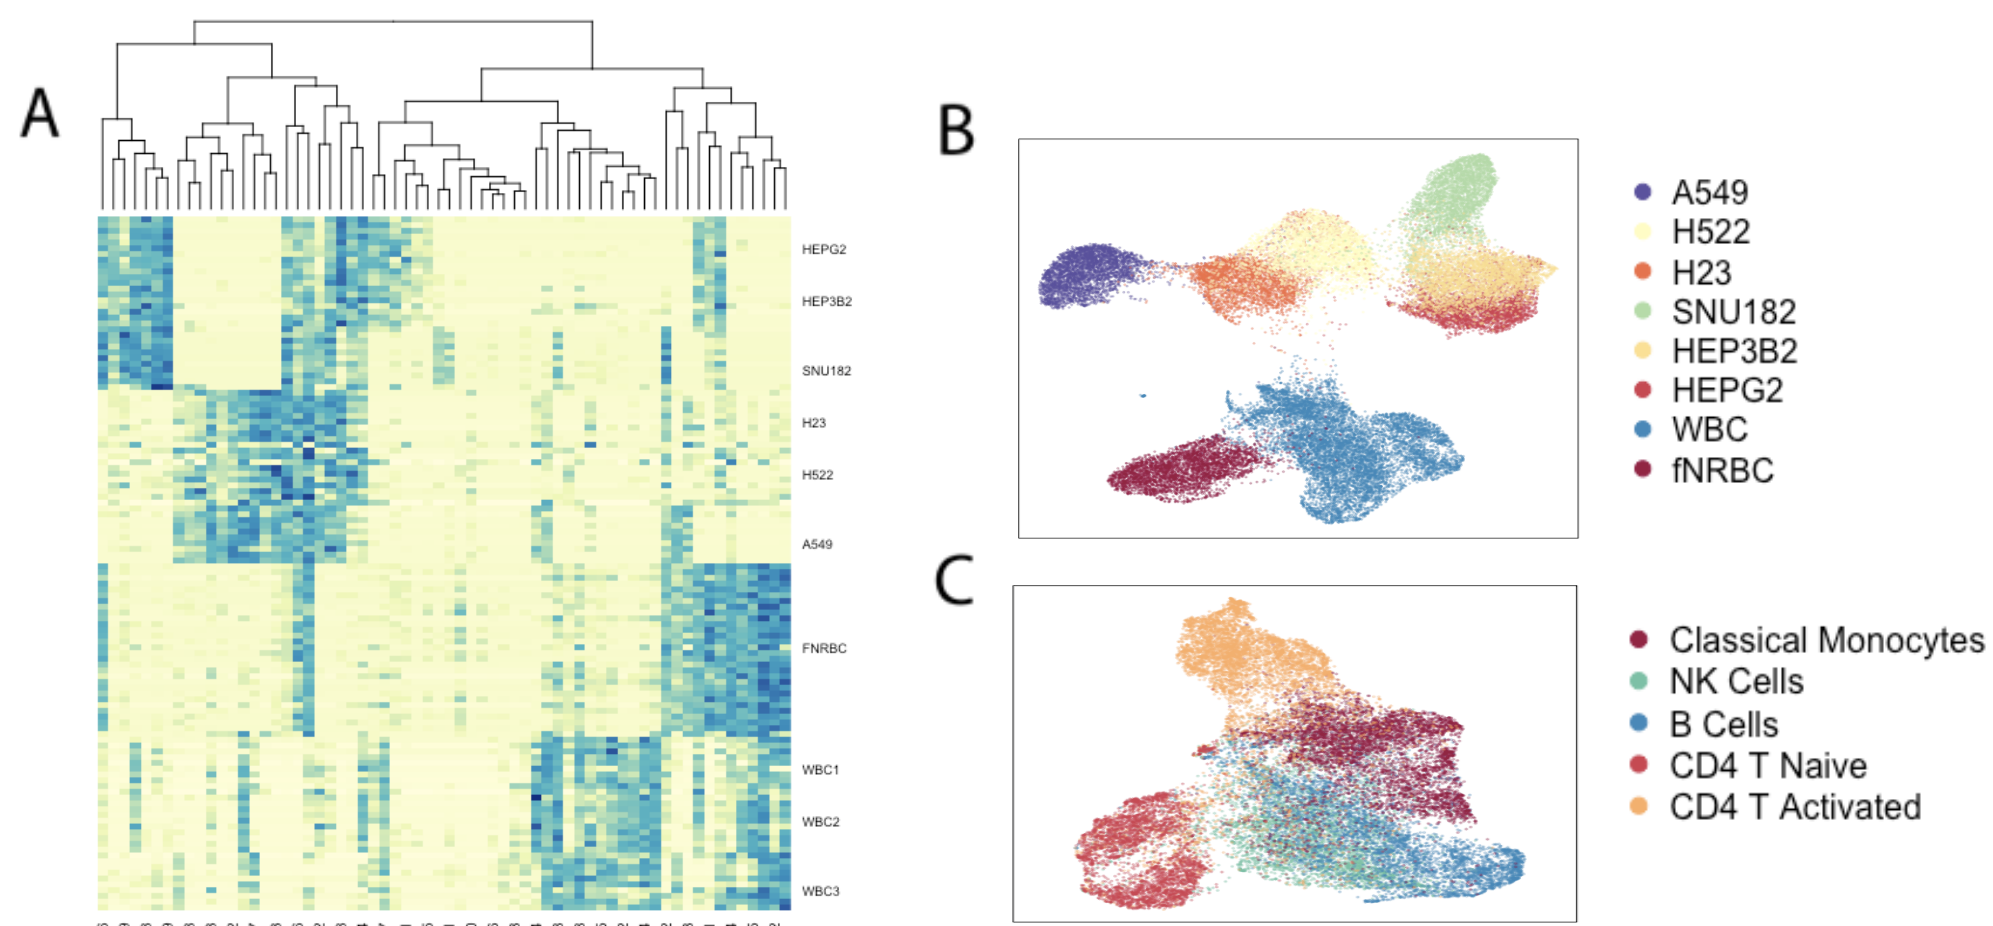 A
HEPG2
HEP3B2
SNU182
H23
H522
A549
FNRBC
WBC1
WBC2
WBC3
B
A549
H522
H23
SNU182
HEP3B2
HEPG2
WBC
fNRBC
C
Classical Monocytes
NK Cells
B Cells
CD4 T Naive
CD4 T Activated